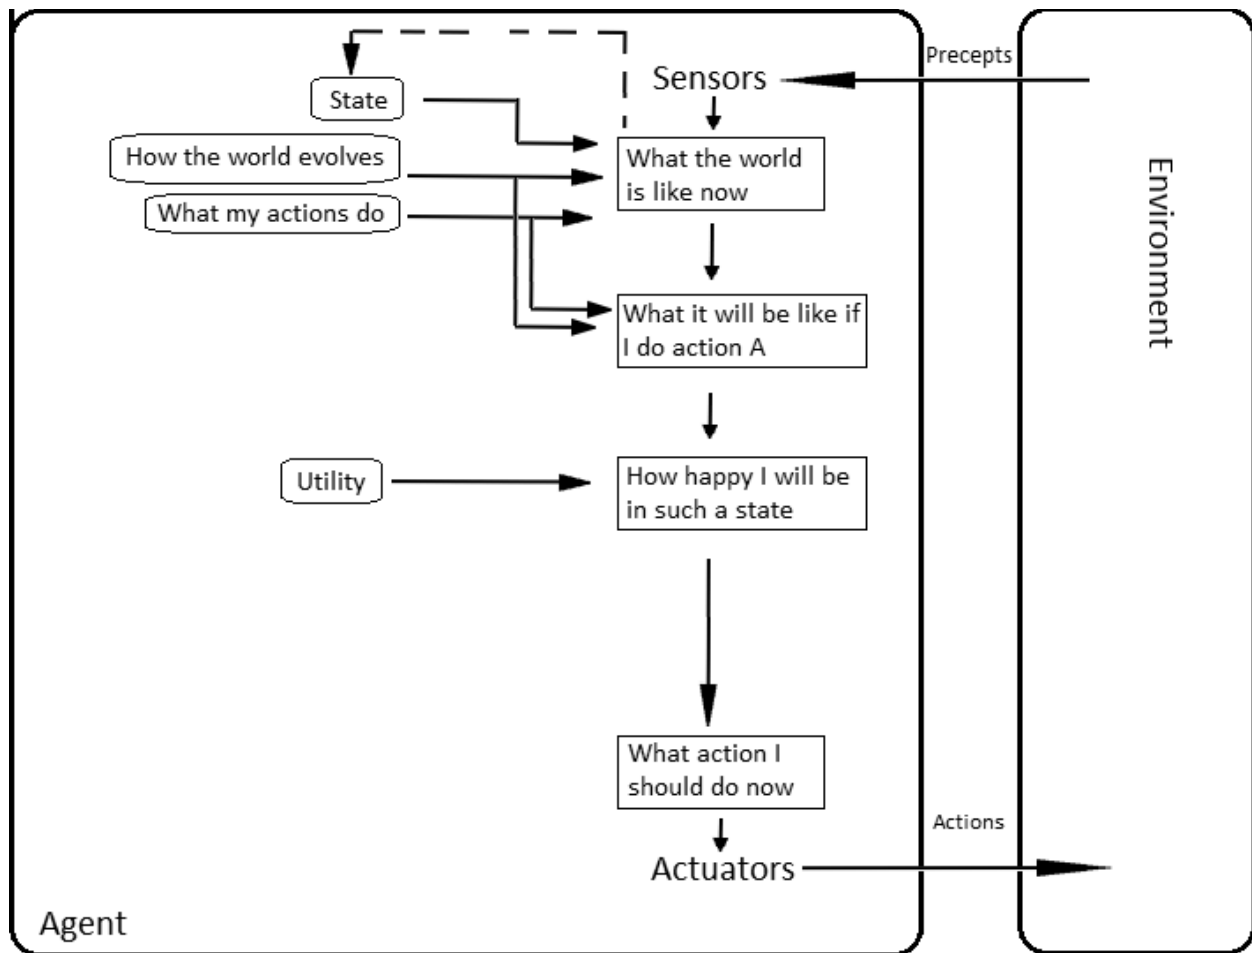 Precepts
Sensors
State
How the world evolves
What the world
is like now
What my actions do
Environment
What it will be like if
I do action A
Utility
How happy I will be
in such a state
What action I
should do now
Actions
Actuators
Agent